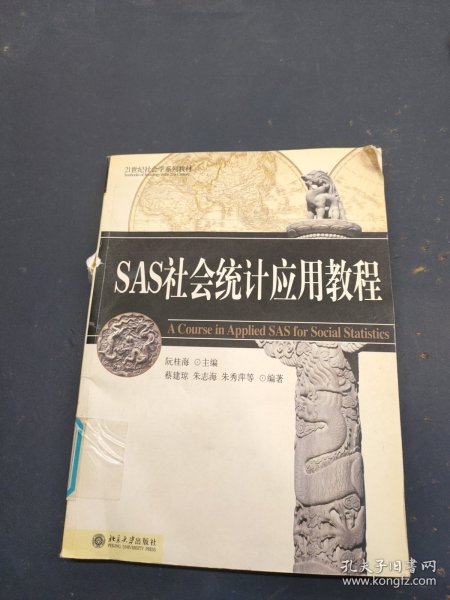 21世纪社会学系列教材
SAS社会统计应用教程
A Course in Applied SAS for Social Statistics
阮桂海 ⊙主编
蔡建琼 朱志海 朱秀萍等 ⊙编著
北京大学出版社
PEKING UNIVERSITY PRESS
孔夫子旧书网
www.kongfz.com